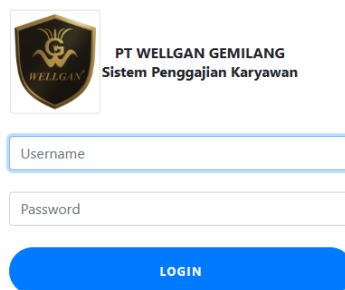 WELLGAN
PT WELLGAN GEMILANG
Sistem Penggajian Karyawan
Username
Password
LOGIN